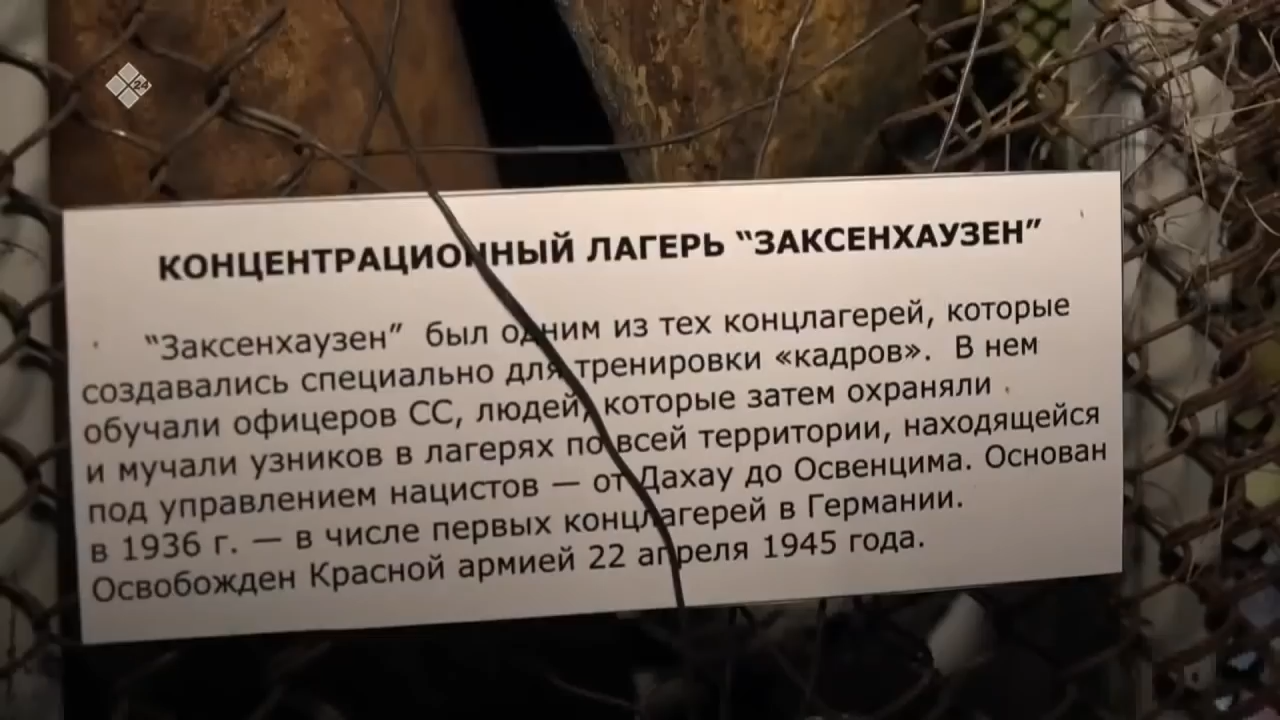 24
КОНЦЕНТРАЦИОННЫЙ ЛАГЕРЬ “ЗАКСЕНХАУЗЕН”
“Заксенхаузен” был одним из тех концлагерей, которые
создавались специально для тренировки «кадров». В нем
обучали офицеров СС, людей, которые затем охраняли
и мучали узников в лагерях по всей территории, находящейся
под управлением нацистов — от Дахау до Освенцима. Основан
в 1936 г. — в числе первых концлагерей в Германии.
Освобожден Красной армией 22 апреля 1945 года.